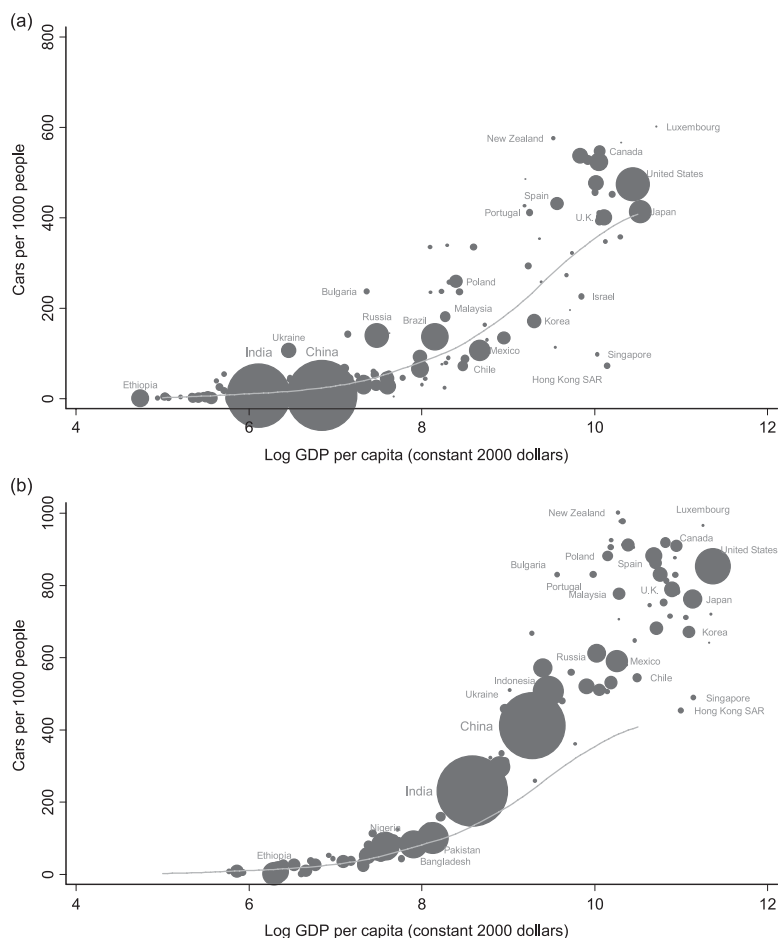 (a)
800
600
400
200
0
Cars per 1000 people
New Zealand
Luxembourg
Canada
United States
Spain
Portugal
U.K.
Japan
Poland
Bulgaria
Malaysia
Israel
Russia
Brazil
Korea
Ukraine
India
China
Mexico
Singapore
Chile
Hong Kong SAR
Ethiopia
4 6 8 10 12
Log GDP per capita (constant 2000 dollars)
(b)
1000
800
600
400
200
0
Cars per 1000 people
New Zealand
Luxembourg
Canada
Poland
United States
Bulgaria
Spain
Portugal
Malaysia
U.K.
Japan
Korea
Russia
Mexico
Indonesia
Chile
Ukraine
Singapore
China
Hong Kong SAR
India
Nigeria
Pakistan
Ethiopia
Bangladesh
4 6 8 10 12
Log GDP per capita (constant 2000 dollars)